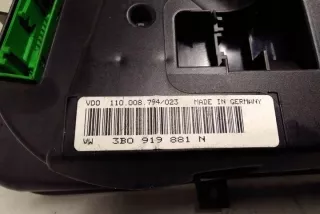 VDO 110.008.794/023 MADE IN GERMANY
VW 3B0 919 881 N